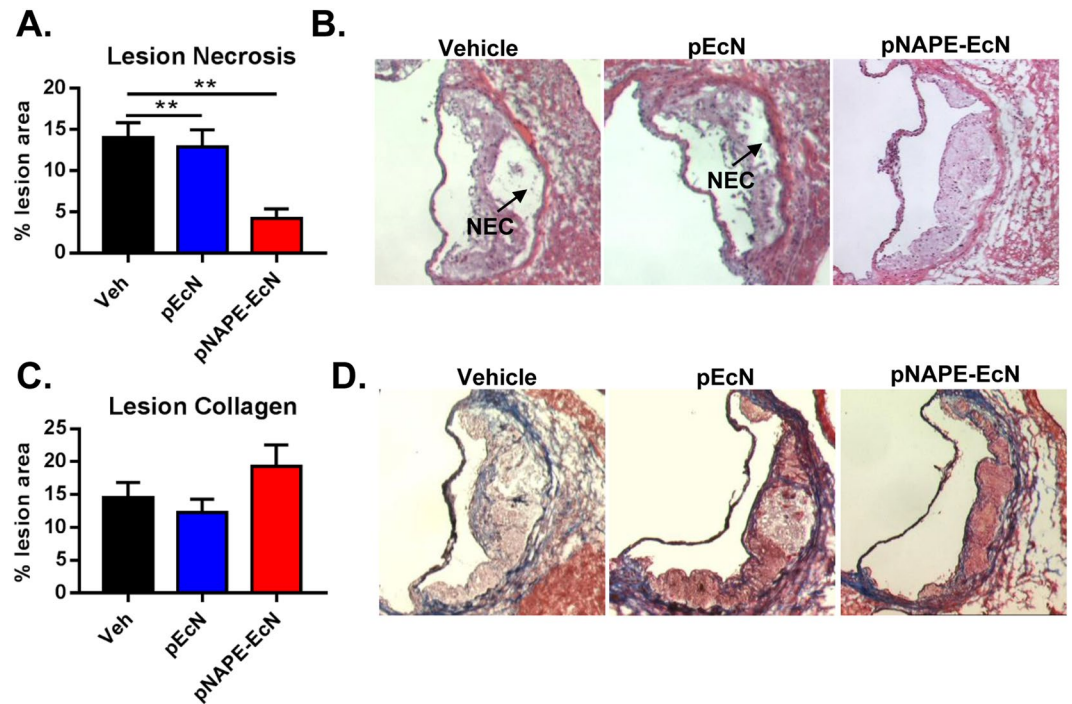 A.
Lesion Necrosis
% lesion area
20
15
10
5
0
**
**
Veh
pEcN
pNAPE-EcN
B.
Vehicle
pEcN
pNAPE-EcN
NEC
NEC
C.
Lesion Collagen
% lesion area
25
20
15
10
5
0
Veh
pEcN
pNAPE-EcN
D.
Vehicle
pEcN
pNAPE-EcN